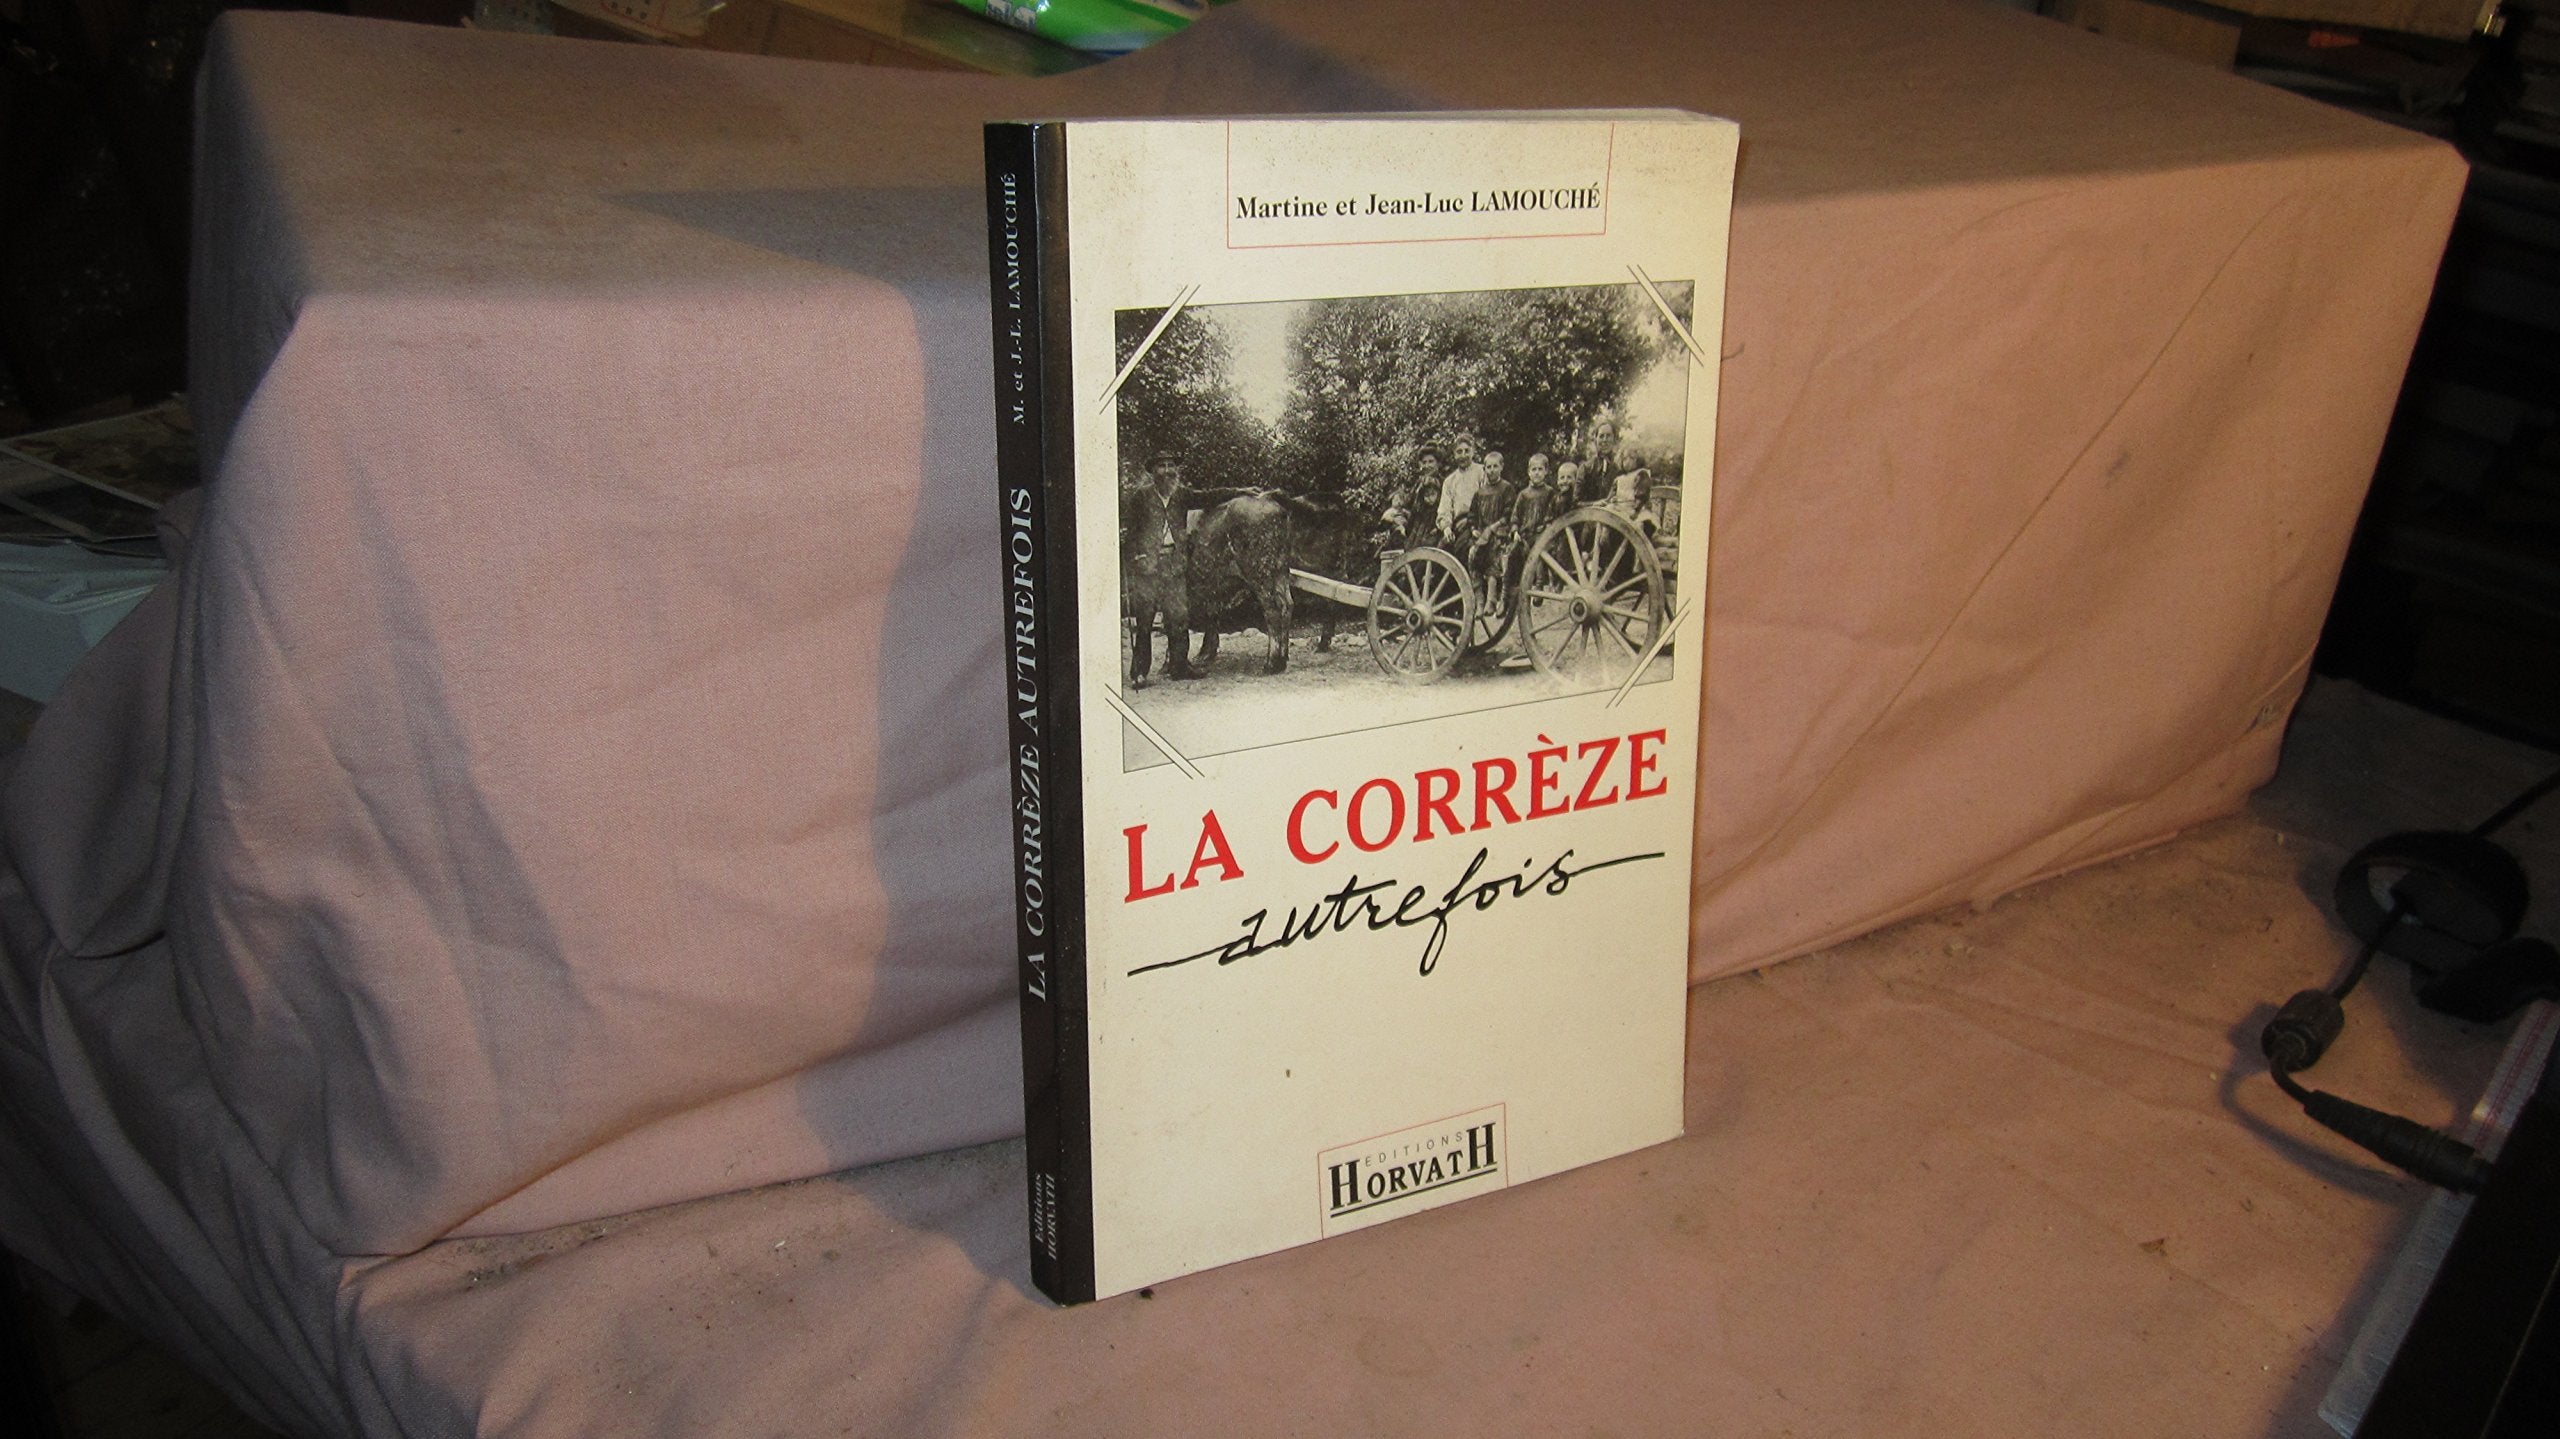 M. et J.-L. LAMOUCHÉ
LA CORRÈZE AUTREFOIS
Editions
HORVATH
Martine et Jean-Luc LAMOUCHÉ
LA CORRÈZE
autrefois
EDITIONS
HORVATH